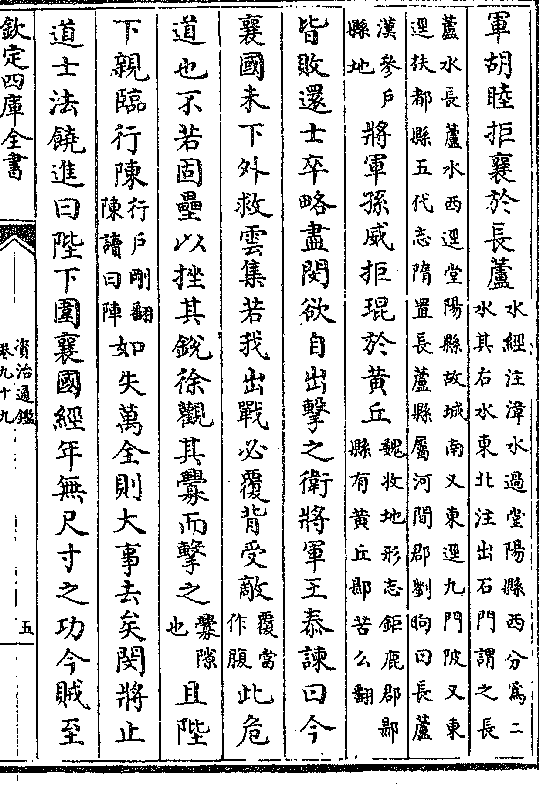 軍胡睦拒襄於長蘆水經注漳水過堂陽縣西分爲二水其右水東北注出石門謂之長
蘆水長蘆水西逕堂陽縣故城南又東逕九門陂又東逕扶都縣五代志隋置長蘆縣屬河間郡劉昫曰長蘆
漢參户縣地將軍孫威拒琨於黄丘魏收地形志鉅鹿郡鄡縣有黄丘鄡苦么翻
皆敗還士卒略盡閔欲自出擊之衛將軍王泰諫曰今
襄國未下外救雲集若我出戰必覆背受敵覆當作腹此危
道也不若固壘以挫其銳徐觀其釁而擊之釁隙也且陛
下親臨行陳行户剛翻陳讀曰陣如失萬全則大事去矣閔將止
道士法饒進曰陛下圍襄國經年無尺寸之功今賊至
欽定四庫全書
資治通鑑
卷九十九
五